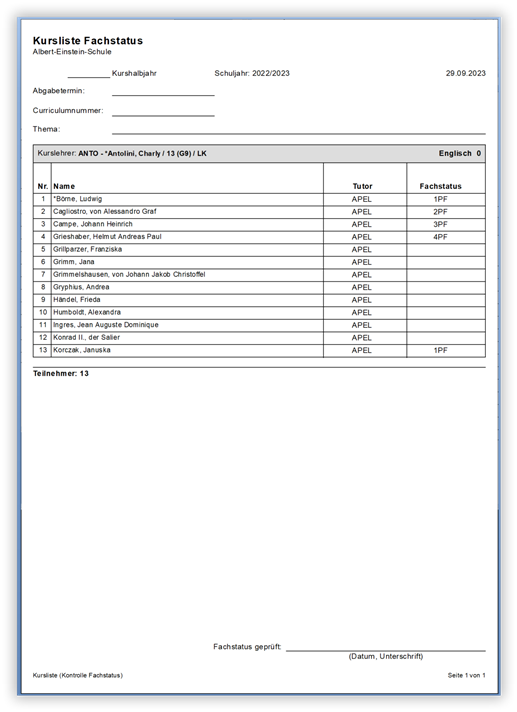 Kursliste Fachstatus
Albert-Einstein-Schule
Kurshalbjahr Schuljahr: 2022/2023 29.09.2023
Abgabetermin:
Curriculumnummer:
Thema:
Kurslehrer: ANTO - *Antolini, Charly / 13 (G9) / LK Englisch 0
Nr. Name Tutor Fachstatus
1 *Börne, Ludwig APEL 1PF
2 Cagliostro, von Alessandro Graf APEL 2PF
3 Campe, Johann Heinrich APEL 3PF
4 Grieshaber, Helmut Andreas Paul APEL 4PF
5 Grillparzer, Franziska APEL
6 Grimm, Jana APEL
7 Grimmelshausen, von Johann Jakob Christoffel APEL
8 Gryphius, Andrea APEL
9 Händel, Frieda APEL
10 Humboldt, Alexandra APEL
11 Ingres, Jean Auguste Dominique APEL
12 Konrad II., der Salier APEL
13 Korczak, Januska APEL 1PF
Teilnehmer: 13
Fachstatus geprüft:
(Datum, Unterschrift)
Kursliste (Kontrolle Fachstatus) Seite 1 von 1